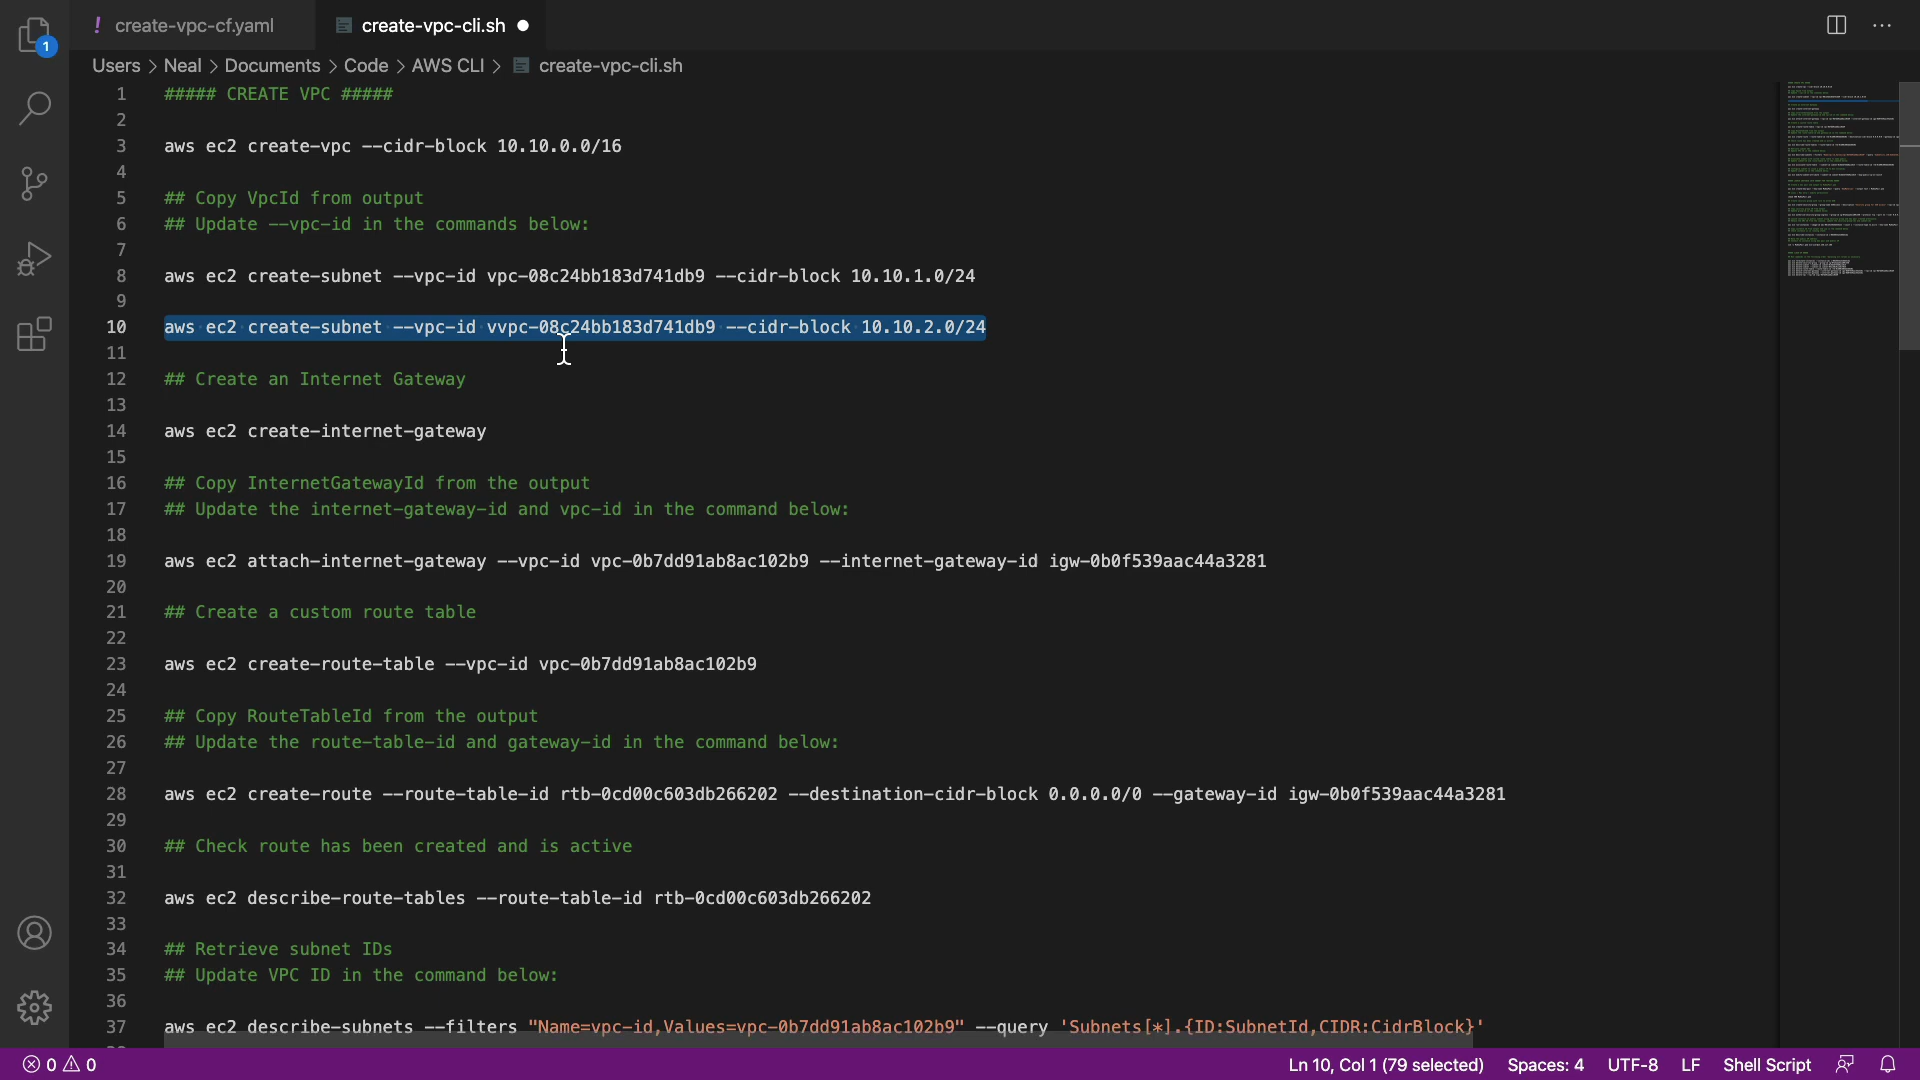 1
! create-vpc-cf.yaml
create-vpc-cli.sh
Users > Neal > Documents > Code > AWS CLI > create-vpc-cli.sh
1 ##### CREATE VPC #####
2
3 aws ec2 create-vpc --cidr-block 10.10.0.0/16
4
5 ## Copy VpcId from output
6 ## Update --vpc-id in the commands below:
7
8 aws ec2 create-subnet --vpc-id vpc-08c24bb183d741db9 --cidr-block 10.10.1.0/24
9
10 aws ec2 create-subnet --vpc-id vvpc-08c24bb183d741db9 --cidr-block 10.10.2.0/24
11
12 ## Create an Internet Gateway
13
14 aws ec2 create-internet-gateway
15
16 ## Copy InternetGatewayId from the output
17 ## Update the internet-gateway-id and vpc-id in the command below:
18
19 aws ec2 attach-internet-gateway --vpc-id vpc-0b7dd91ab8ac102b9 --internet-gateway-id igw-0b0f539aac44a3281
20
21 ## Create a custom route table
22
23 aws ec2 create-route-table --vpc-id vpc-0b7dd91ab8ac102b9
24
25 ## Copy RouteTableId from the output
26 ## Update the route-table-id and gateway-id in the command below:
27
28 aws ec2 create-route --route-table-id rtb-0cd00c603db266202 --destination-cidr-block 0.0.0.0/0 --gateway-id igw-0b0f539aac44a3281
29
30 ## Check route has been created and is active
31
32 aws ec2 describe-route-tables --route-table-id rtb-0cd00c603db266202
33
34 ## Retrieve subnet IDs
35 ## Update VPC ID in the command below:
36
37 aws ec2 describe-subnets --filters "Name=vpc-id,Values=vpc-0b7dd91ab8ac102b9" --query 'Subnets[*].{ID:SubnetId,CIDR:CidrBlock}'
0 0 Ln 10, Col 1 (79 selected) Spaces: 4 UTF-8 LF Shell Script